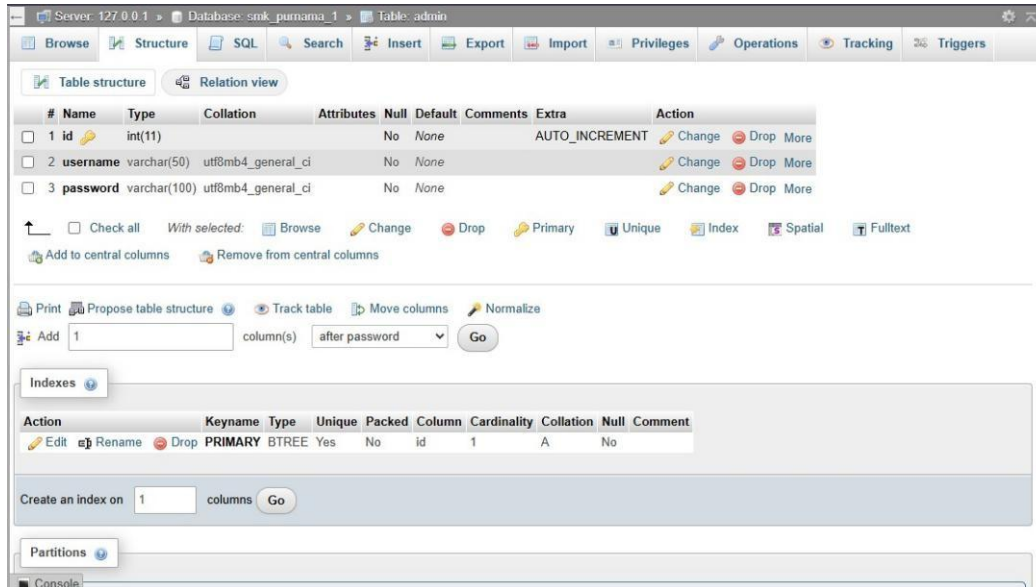 Server: 127.0.0.1 » Database: smk_purnama_1 » Table: admin
Browse Structure SQL Search Insert Export Import Privileges Operations Tracking Triggers
Table structure Relation view
# Name Type Collation Attributes Null Default Comments Extra Action
1 id int(11) No None AUTO_INCREMENT Change Drop More
2 username varchar(50) utf8mb4_general_ci No None Change Drop More
3 password varchar(100) utf8mb4_general_ci No None Change Drop More
Check all With selected: Browse Change Drop Primary Unique Index Spatial Fulltext
Add to central columns Remove from central columns
Print Propose table structure Track table Move columns Normalize
Add 1 column(s) after password Go
Indexes
Action Keyname Type Unique Packed Column Cardinality Collation Null Comment
Edit Rename Drop PRIMARY BTREE Yes No id 1 A No
Create an index on 1 columns Go
Partitions
Console